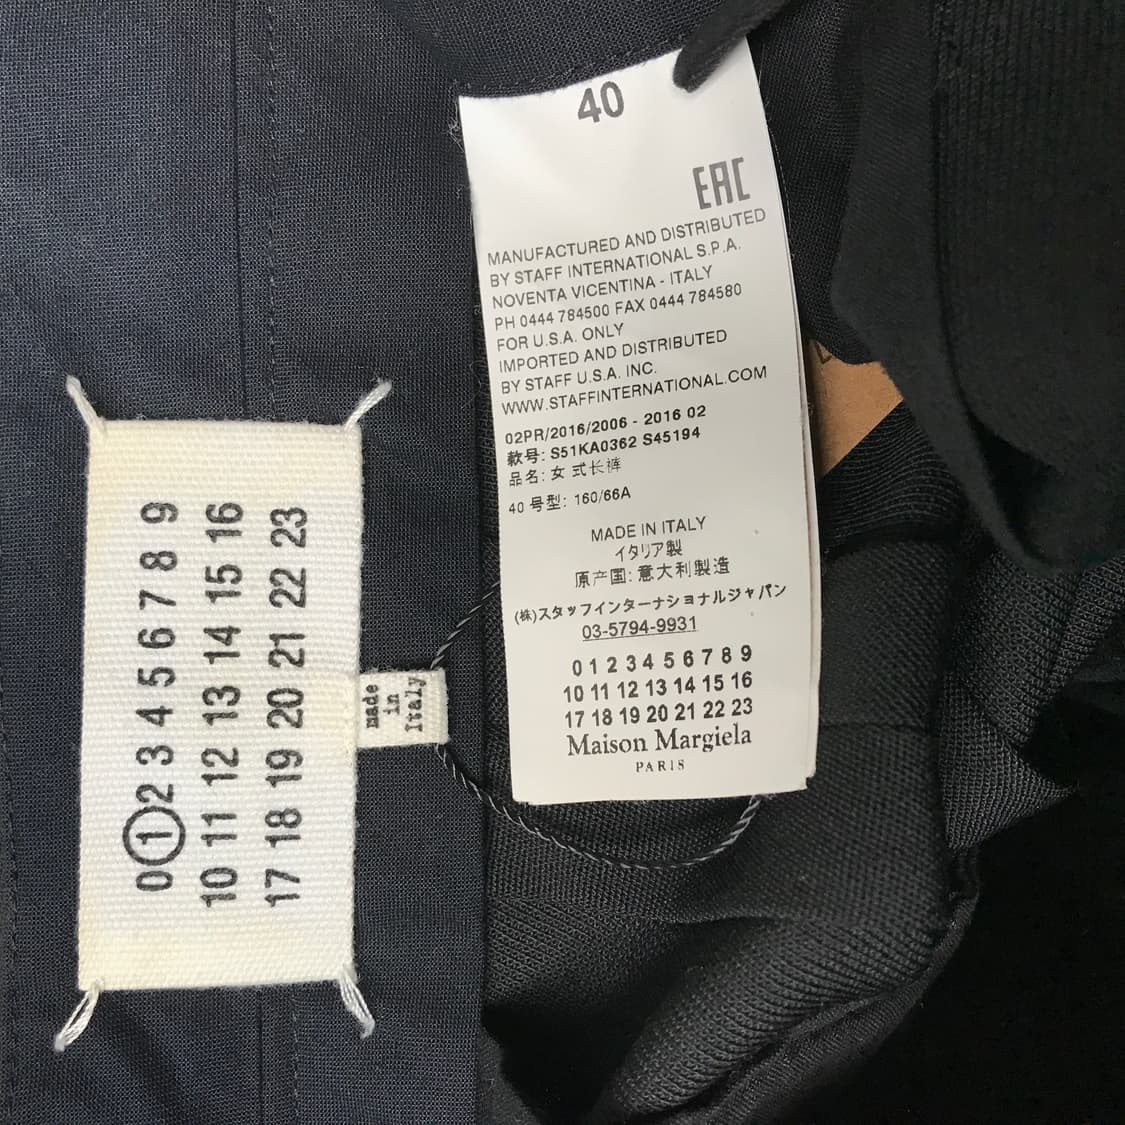 0 1 2 3 4 5 6 7 8 9
10 11 12 13 14 15 16
17 18 19 20 21 22 23
made
in
Italy
40
EAC
MANUFACTURED AND DISTRIBUTED
BY STAFF INTERNATIONAL S.P.A.
NOVENTA VICENTINA - ITALY
PH 0444 784500 FAX 0444 784580
FOR U.S.A. ONLY
IMPORTED AND DISTRIBUTED
BY STAFF U.S.A. INC.
WWW.STAFFINTERNATIONAL.COM
02PR/2016/2006 - 2016 02
款号: S51KA0362 S45194
品名: 女 式长裤
40 号型: 160/66A
MADE IN ITALY
イタリア製
原产国: 意大利製造
(株)スタッフインターナショナルジャパン
03-5794-9931
0 1 2 3 4 5 6 7 8 9
10 11 12 13 14 15 16
17 18 19 20 21 22 23
Maison Margiela
PARIS